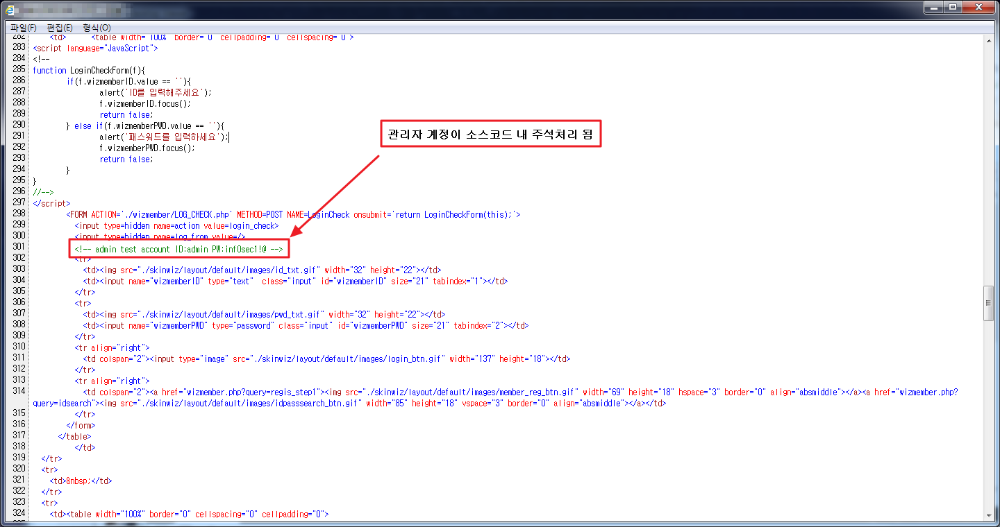 파일(F) 편집(E) 형식(O)
282 <td> <table width="100%" border="0" cellpadding="0" cellspacing="0">
283 <script language="JavaScript">
284 <!--
285 function LoginCheckForm(f){
286 if(f.wizmemberID.value == ''){
287 alert('ID를 입력해주세요');
288 f.wizmemberID.focus();
289 return false;
290 } else if(f.wizmemberPWD.value == ''){
291 alert('패스워드를 입력하세요');
292 f.wizmemberPWD.focus();
293 return false;
294 }
295 }
296 //-->
297 </script>
298 <FORM ACTION='./wizmember/LOG_CHECK.php' METHOD=POST NAME=LoginCheck onsubmit='return LoginCheckForm(this);'>
299 <input type=hidden name=action value=login_check>
300 <input type=hidden name=log_from value=/>
301 <!-- admin test account ID:admin PW:inf0sec1!@ -->
302 <tr>
303 <td><img src="./skinwiz/layout/default/images/id_txt.gif" width="32" height="22"></td>
304 <td><input name="wizmemberID" type="text" class="input" id="wizmemberID" size="21" tabindex="1"></td>
305 </tr>
306 <tr>
307 <td><img src="./skinwiz/layout/default/images/pwd_txt.gif" width="32" height="22"></td>
308 <td><input name="wizmemberPWD" type="password" class="input" id="wizmemberPWD" size="21" tabindex="2"></td>
309 </tr>
310 <tr align="right">
311 <td colspan="2"><input type="image" src="./skinwiz/layout/default/images/login_btn.gif" width="137" height="18"></td>
312 </tr>
313 <tr align="right">
314 <td colspan="2"><a href="wizmember.php?query=regis_step1"><img src="./skinwiz/layout/default/images/member_reg_btn.gif" width="69" height="18" hspace="3" border="0" align="absmiddle"></a><a href="wizmember.php?
query=idsearch"><img src="./skinwiz/layout/default/images/idpasssearch_btn.gif" width="85" height="18" vspace="3" border="0" align="absmiddle"></a></td>
315 </tr>
316 </form>
317 </table>
318 </td>
319 </tr>
320 <tr>
321 <td>&nbsp;</td>
322 </tr>
323 <tr>
324 <td><table width="100%" border="0" cellspacing="0" cellpadding="0">
관리자 계정이 소스코드 내 주석처리 됨